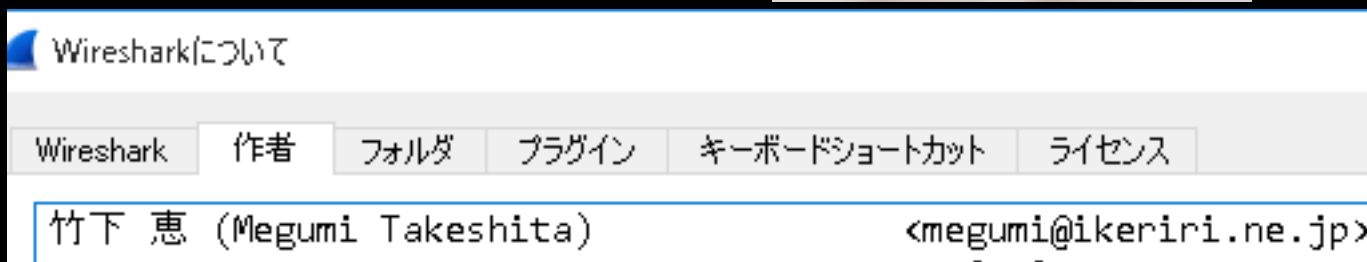 Wiresharkについて
Wireshark 作者 フォルダ プラグイン キーボードショートカット ライセンス
竹下 恵 (Megumi Takeshita) <megumi@ikeriri.ne.jp>